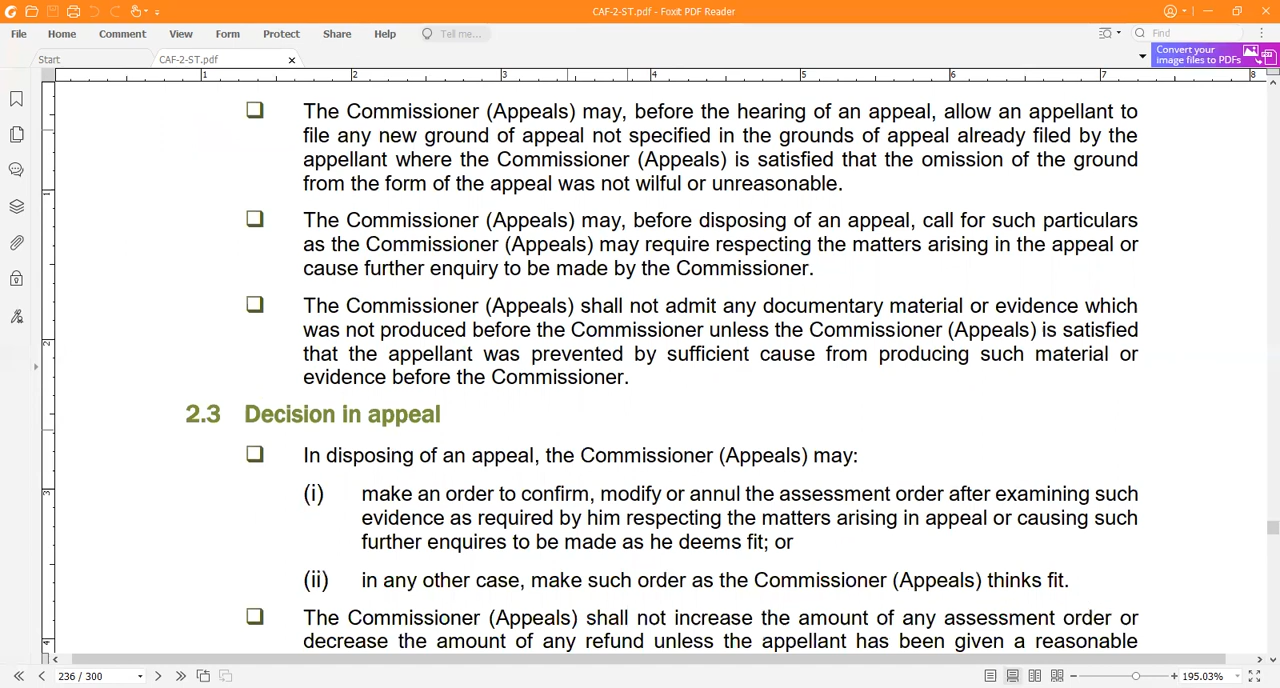 CAF-2-ST.pdf - Foxit PDF Reader
File Home Comment View Form Protect Share Help Tell me... Find
Start CAF-2-ST.pdf Convert your
image files to PDFs
1 2 3 4 5 6 7 8
The Commissioner (Appeals) may, before the hearing of an appeal, allow an appellant to
file any new ground of appeal not specified in the grounds of appeal already filed by the
appellant where the Commissioner (Appeals) is satisfied that the omission of the ground
from the form of the appeal was not wilful or unreasonable.
The Commissioner (Appeals) may, before disposing of an appeal, call for such particulars
as the Commissioner (Appeals) may require respecting the matters arising in the appeal or
cause further enquiry to be made by the Commissioner.
The Commissioner (Appeals) shall not admit any documentary material or evidence which
was not produced before the Commissioner unless the Commissioner (Appeals) is satisfied
that the appellant was prevented by sufficient cause from producing such material or
evidence before the Commissioner.
2.3 Decision in appeal
In disposing of an appeal, the Commissioner (Appeals) may:
(i) make an order to confirm, modify or annul the assessment order after examining such
evidence as required by him respecting the matters arising in appeal or causing such
further enquires to be made as he deems fit; or
(ii) in any other case, make such order as the Commissioner (Appeals) thinks fit.
The Commissioner (Appeals) shall not increase the amount of any assessment order or
decrease the amount of any refund unless the appellant has been given a reasonable
236 / 300 195.03%